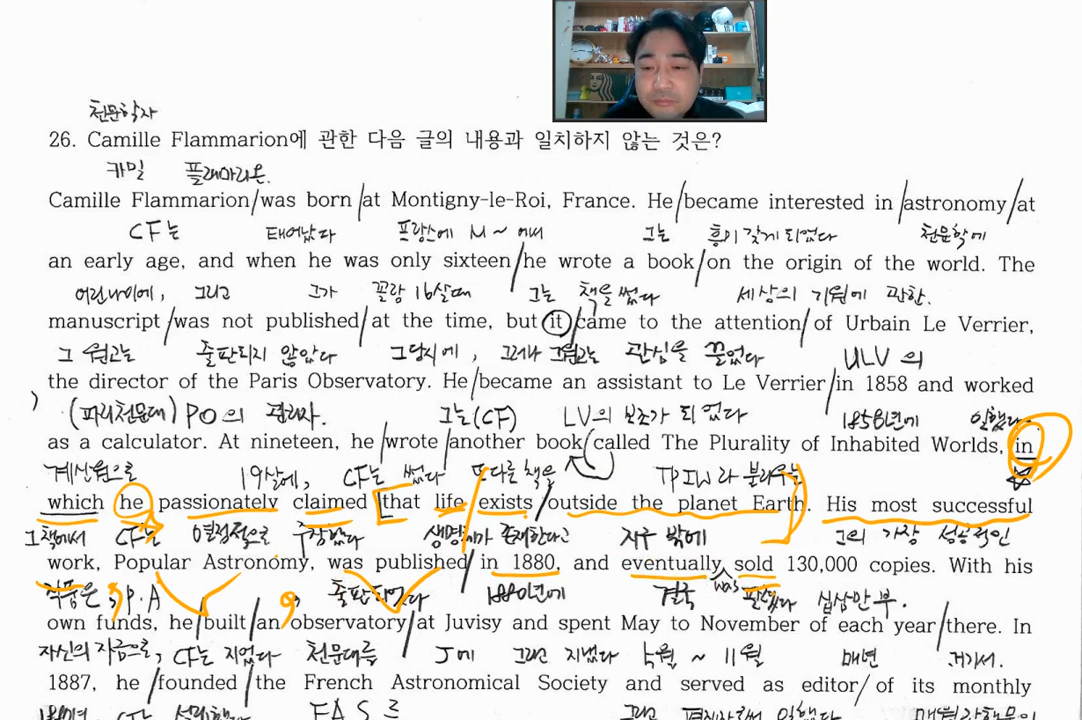 천문학자
26. Camille Flammarion에 관한 다음 글의 내용과 일치하지 않는 것은?
카밀 플래마리온.
Camille Flammarion/was born/at Montigny-le-Roi, France. He/became interested in/astronomy/at
CF는 태어났다 프랑스에 M~에서 그는 흥미 갖게 되었다 천문학에
an early age, and when he was only sixteen/he wrote a book/on the origin of the world. The
어린나이에, 그리고 그가 꼴랑 16살때 그는 책을 썼다 세상의 기원에 관한.
manuscript/was not published/at the time, but it/came to the attention/of Urbain Le Verrier,
그 원고는 출판되지 않았다 그당시에, 그러나 그원고는 관심을 끌었다 ULV의
the director of the Paris Observatory. He/became an assistant to Le Verrier/in 1858 and worked
(파리천문대) PO의 관리자. 그는(CF) LV의 보조가 되었다 1858년에 일했다
as a calculator. At nineteen, he/wrote/another book(called The Plurality of Inhabited Worlds, in
계산원으로 19살에, CF는 썼다 또다른 책을 TPIW라 불리우는
which he passionately claimed [that life/exists/outside the planet Earth. His most successful
그책에서 CF는 열정적으로 주장했다 생명체가 존재한다고 지구 밖에 그의 가장 성공적인
work, Popular Astronomy, was published/in 1880, and eventually sold 130,000 copies. With his
작품은, P.A 출판되었다 1880년에 결국 was 판매됐다 십삼만부.
own funds, he/built/an observatory/at Juvisy and spent May to November of each year/there. In
자신의 자금으로, CF는 지었다 천문대를 J에 그리고 지냈다 5월 ~ 11월 매년 거기서.
1887, he/founded/the French Astronomical Society and served as editor/of its monthly
CF는 FAS를 그리고 편집자로써 일했다